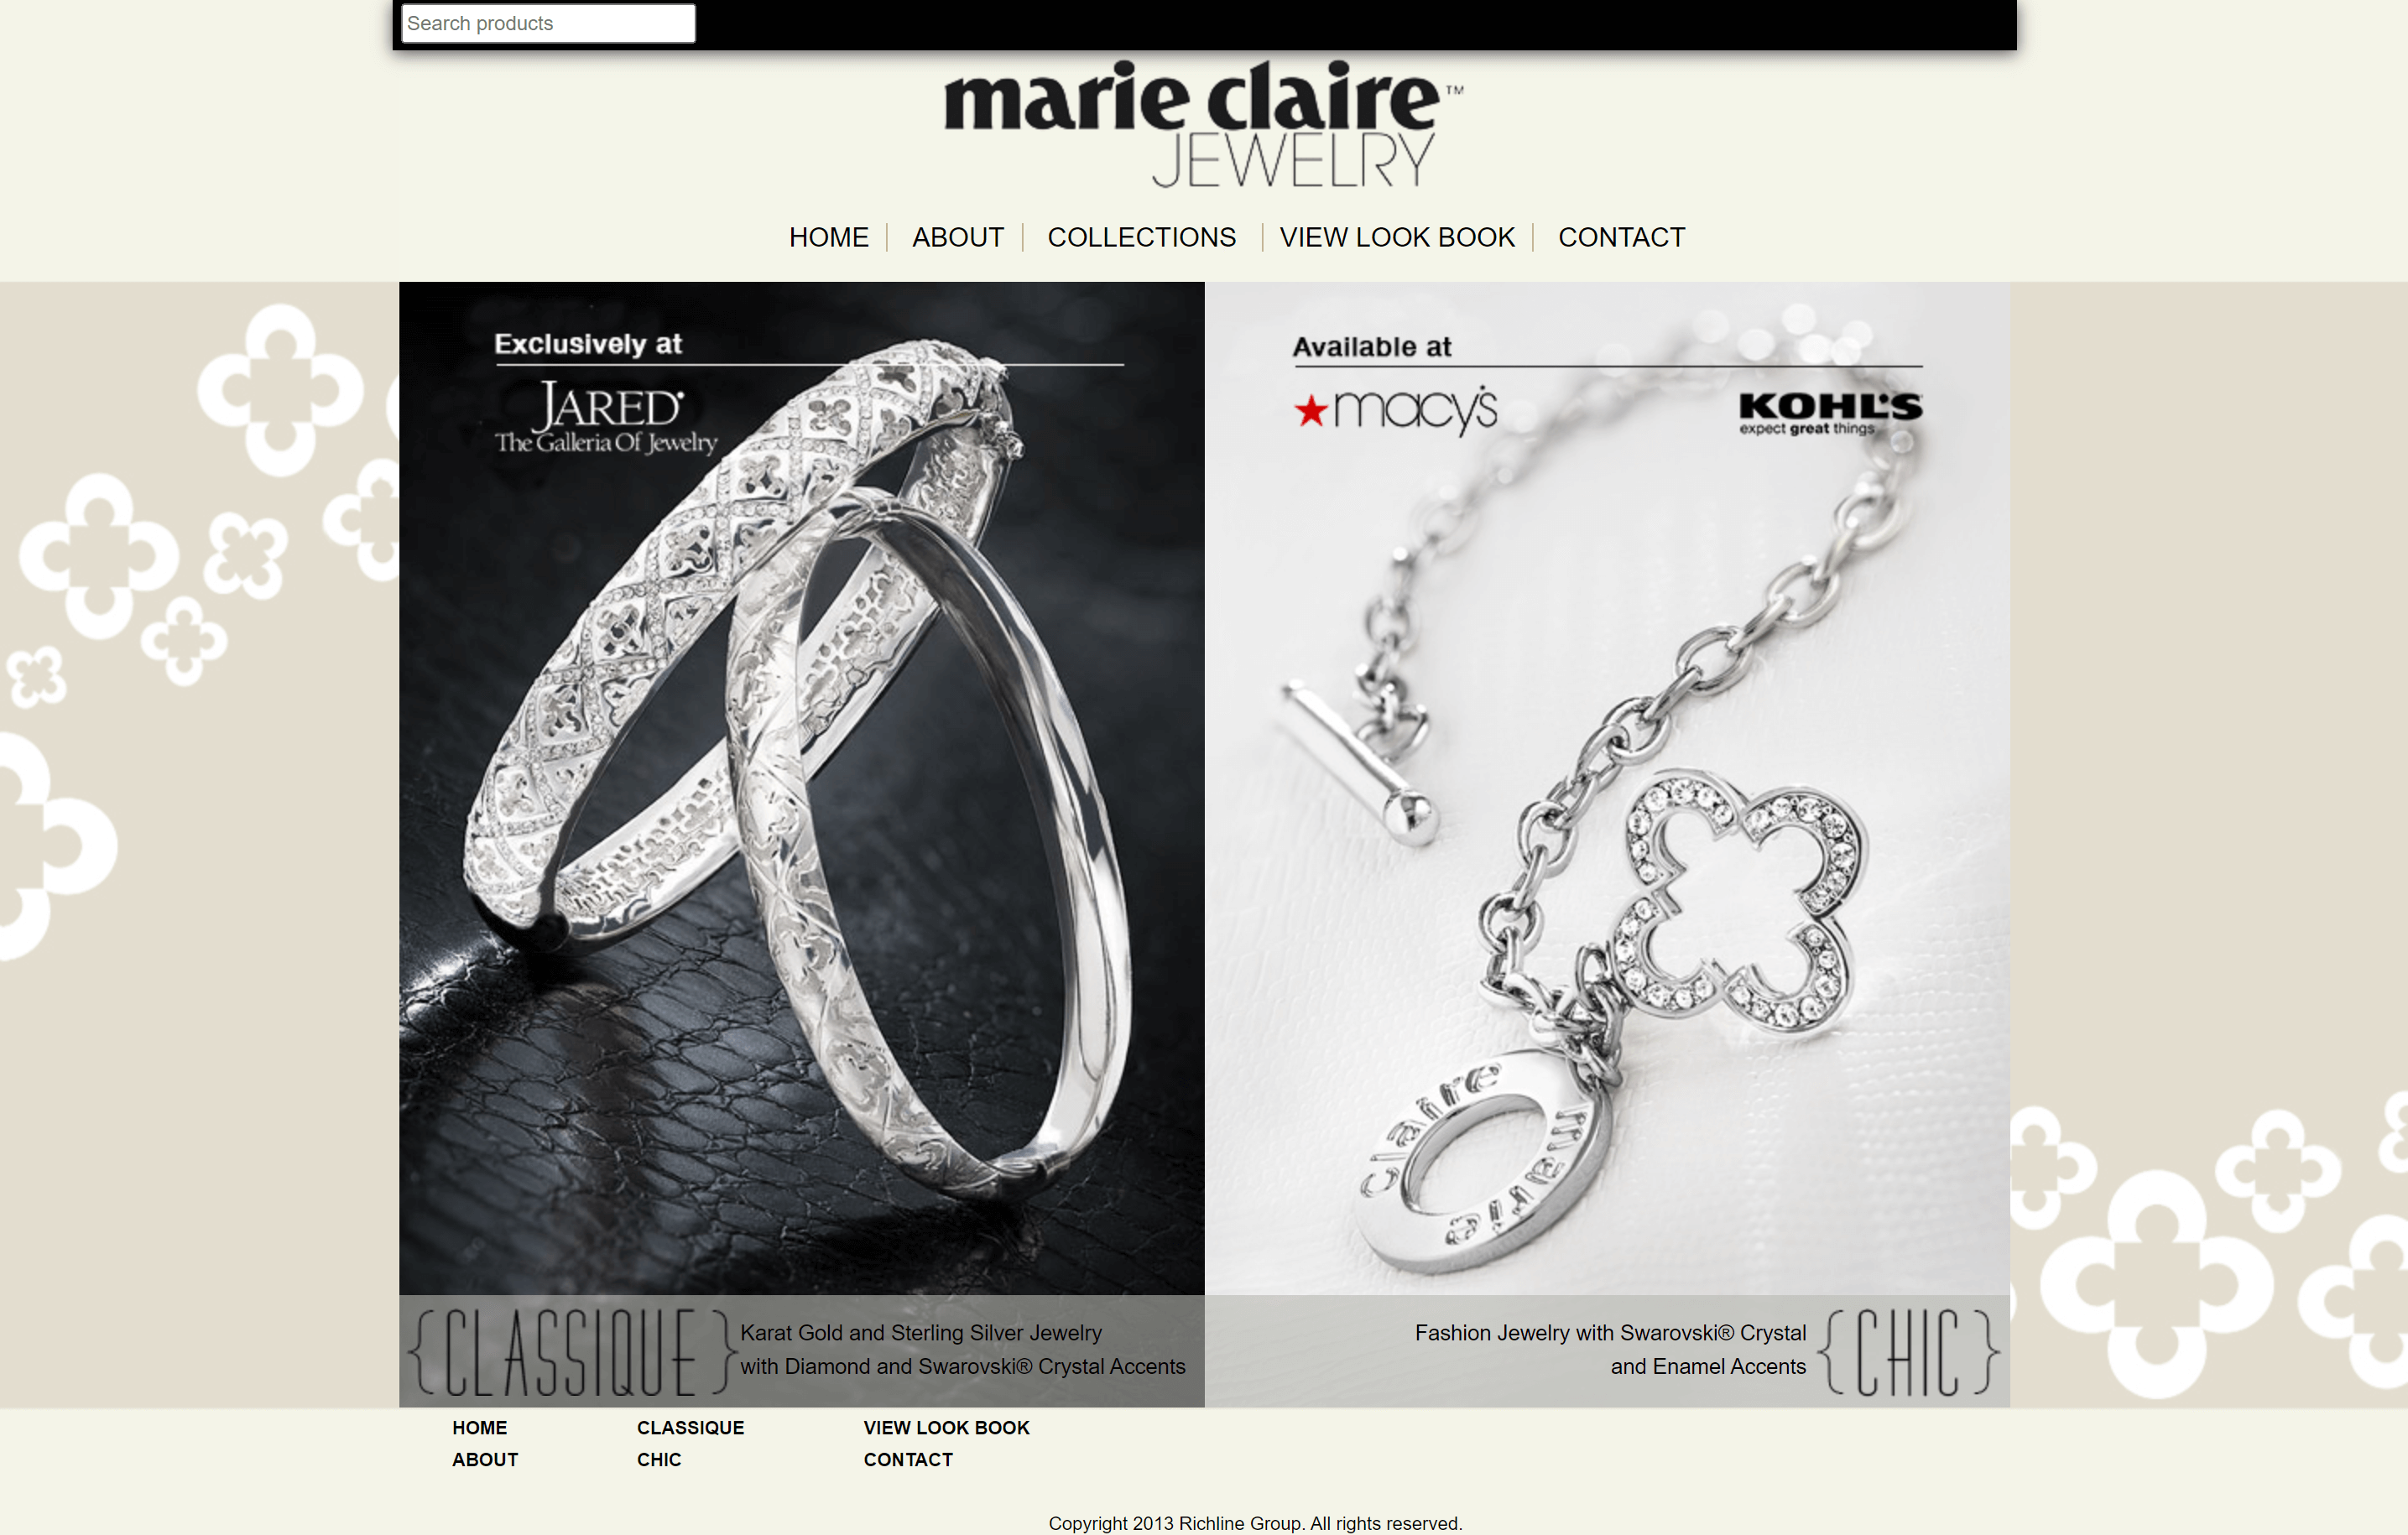 Search products
marie claire™
JEWELRY
HOME
ABOUT
COLLECTIONS
VIEW LOOK BOOK
CONTACT
Exclusively at
JARED
The Galleria Of Jewelry
Available at
macy's
KOHL'S
expect great things
claire
marie
{CLASSIQUE}
Karat Gold and Sterling Silver Jewelry
with Diamond and Swarovski® Crystal Accents
Fashion Jewelry with Swarovski® Crystal
and Enamel Accents
{CHIC}
HOME
CLASSIQUE
VIEW LOOK BOOK
ABOUT
CHIC
CONTACT
Copyright 2013 Richline Group. All rights reserved.